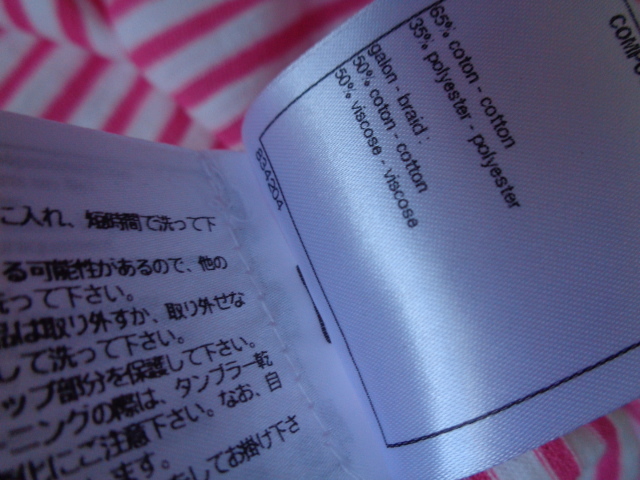 COMPO
65% coton - cotton
35% polyester - polyester
galon - braid :
50% coton - cotton
50% viscose - viscose
834204
に入れ、短時間で洗って下
る可能性があるので、他の
洗って下さい。
は取り外すか、取り外せな
して洗って下さい。
ップ部分を保護して下さい。
ニングの際は、タンブラー乾
化にご注意下さい。なお、自
ます。
をしてお掛け下さ